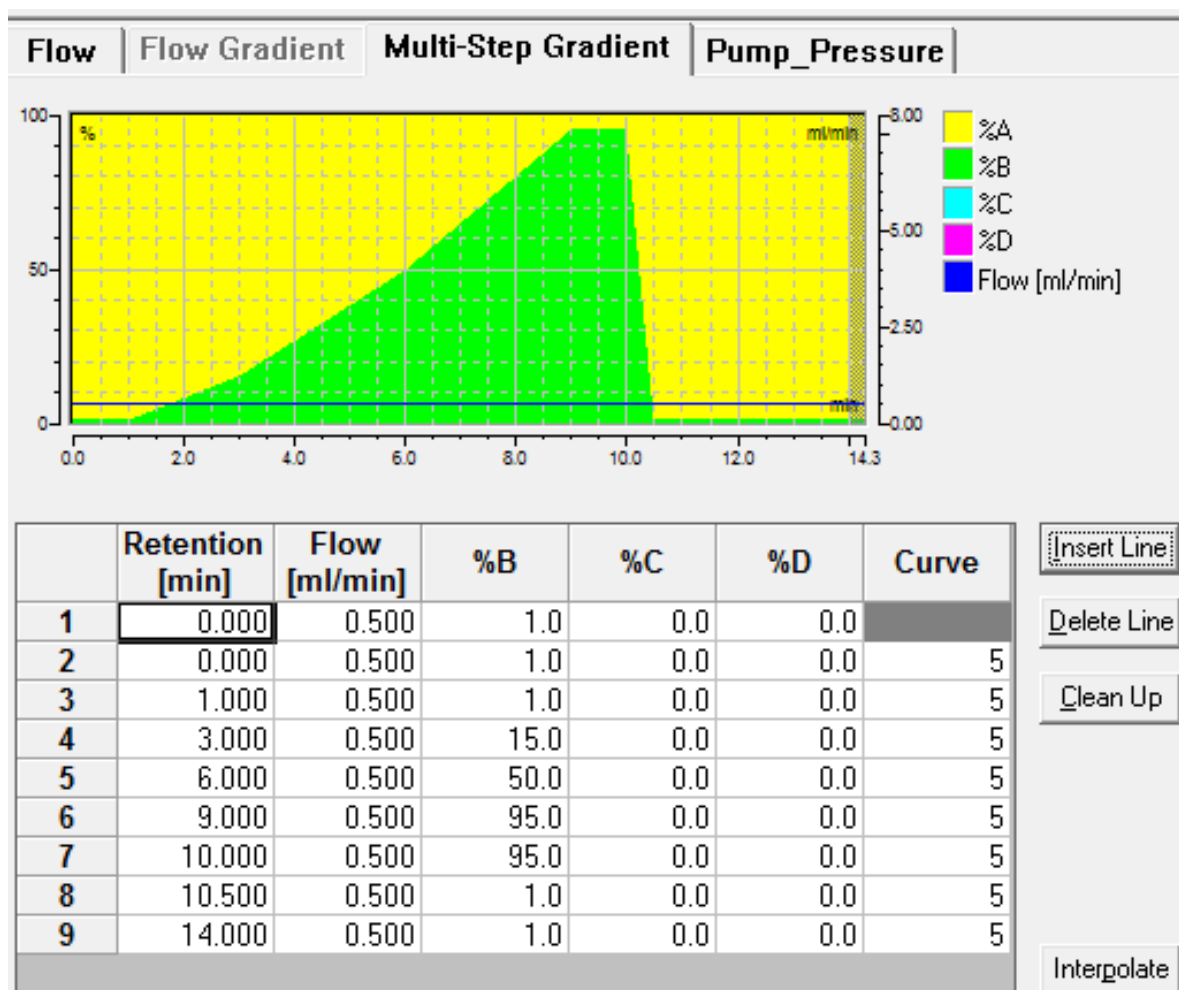 Flow Flow Gradient Multi-Step Gradient Pump_Pressure
100 % ml/min 8.00 %A
%B
%C
50 5.00 %D
Flow [ml/min]
2.50
min
0 0.00
0.0 2.0 4.0 6.0 8.0 10.0 12.0 14.3
Retention [min] Flow [ml/min] %B %C %D Curve Insert Line
1 0.000 0.500 1.0 0.0 0.0 Delete Line
2 0.000 0.500 1.0 0.0 0.0 5
3 1.000 0.500 1.0 0.0 0.0 5 Clean Up
4 3.000 0.500 15.0 0.0 0.0 5
5 6.000 0.500 50.0 0.0 0.0 5
6 9.000 0.500 95.0 0.0 0.0 5
7 10.000 0.500 95.0 0.0 0.0 5
8 10.500 0.500 1.0 0.0 0.0 5
9 14.000 0.500 1.0 0.0 0.0 5
Interpolate